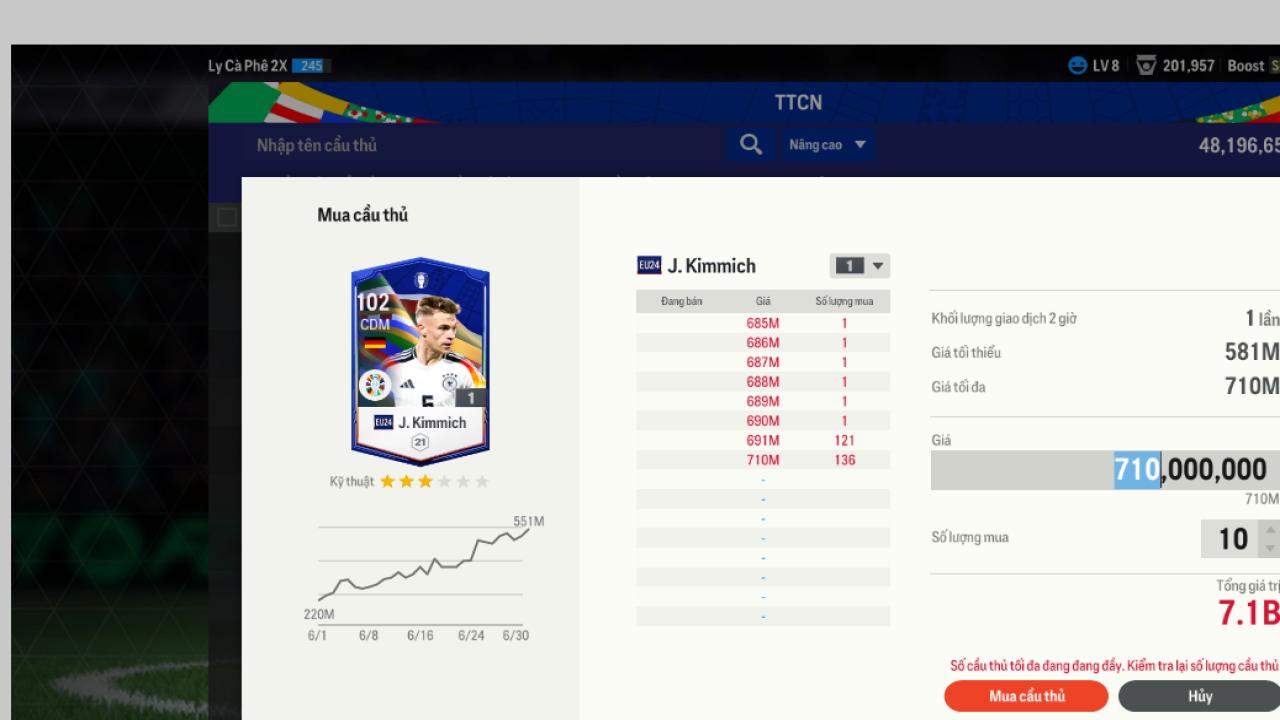 Ly Cà Phê 2X 245 LV 8 201,957 Boost
TTCN
Nhập tên cầu thủ Nâng cao 48,196,65
Mua cầu thủ
102
CDM
1
EU24 J. Kimmich
21
Kỹ thuật
551M
220M
6/1 6/8 6/16 6/24 6/30
EU24 J. Kimmich 1
Đang bán Giá Số lượng mua
685M 1
686M 1
687M 1
688M 1
689M 1
690M 1
691M 121
710M 136
-
-
-
-
-
-
-
-
Khối lượng giao dịch 2 giờ 1 lần
Giá tối thiểu 581M
Giá tối đa 710M
Giá
710,000,000
710M
Số lượng mua 10
Tổng giá trị
7.1B
Số cầu thủ tối đa đang đang đầy. Kiểm tra lại số lượng cầu thủ
Mua cầu thủ Hủy